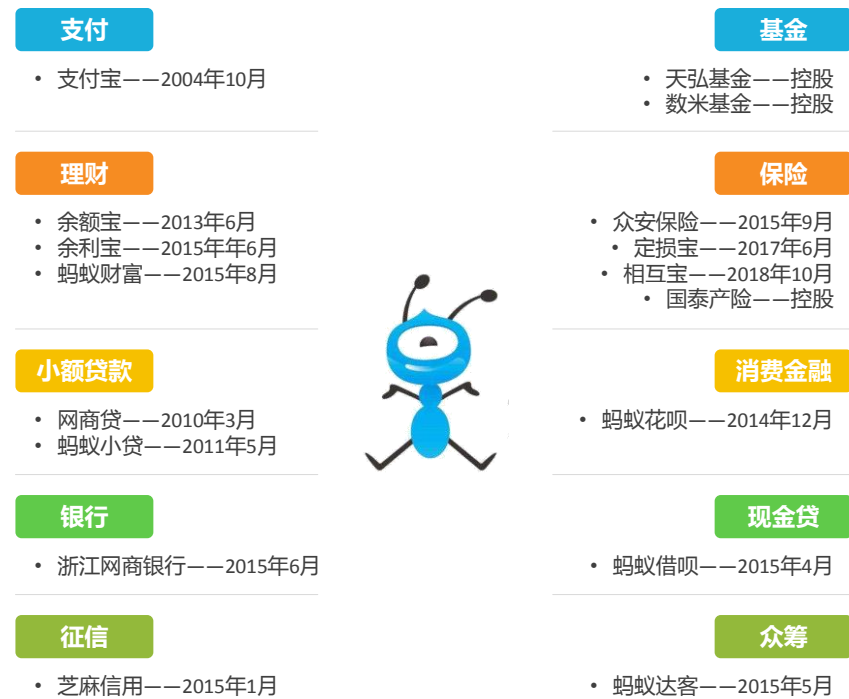 支付
• 支付宝——2004年10月
基金
• 天弘基金——控股
• 数米基金——控股
理财
• 余额宝——2013年6月
• 余利宝——2015年年6月
• 蚂蚁财富——2015年8月
保险
• 众安保险——2015年9月
• 定损宝——2017年6月
• 相互宝——2018年10月
• 国泰产险——控股
小额贷款
• 网商贷——2010年3月
• 蚂蚁小贷——2011年5月
消费金融
• 蚂蚁花呗——2014年12月
银行
• 浙江网商银行——2015年6月
现金贷
• 蚂蚁借呗——2015年4月
征信
• 芝麻信用——2015年1月
众筹
• 蚂蚁达客——2015年5月